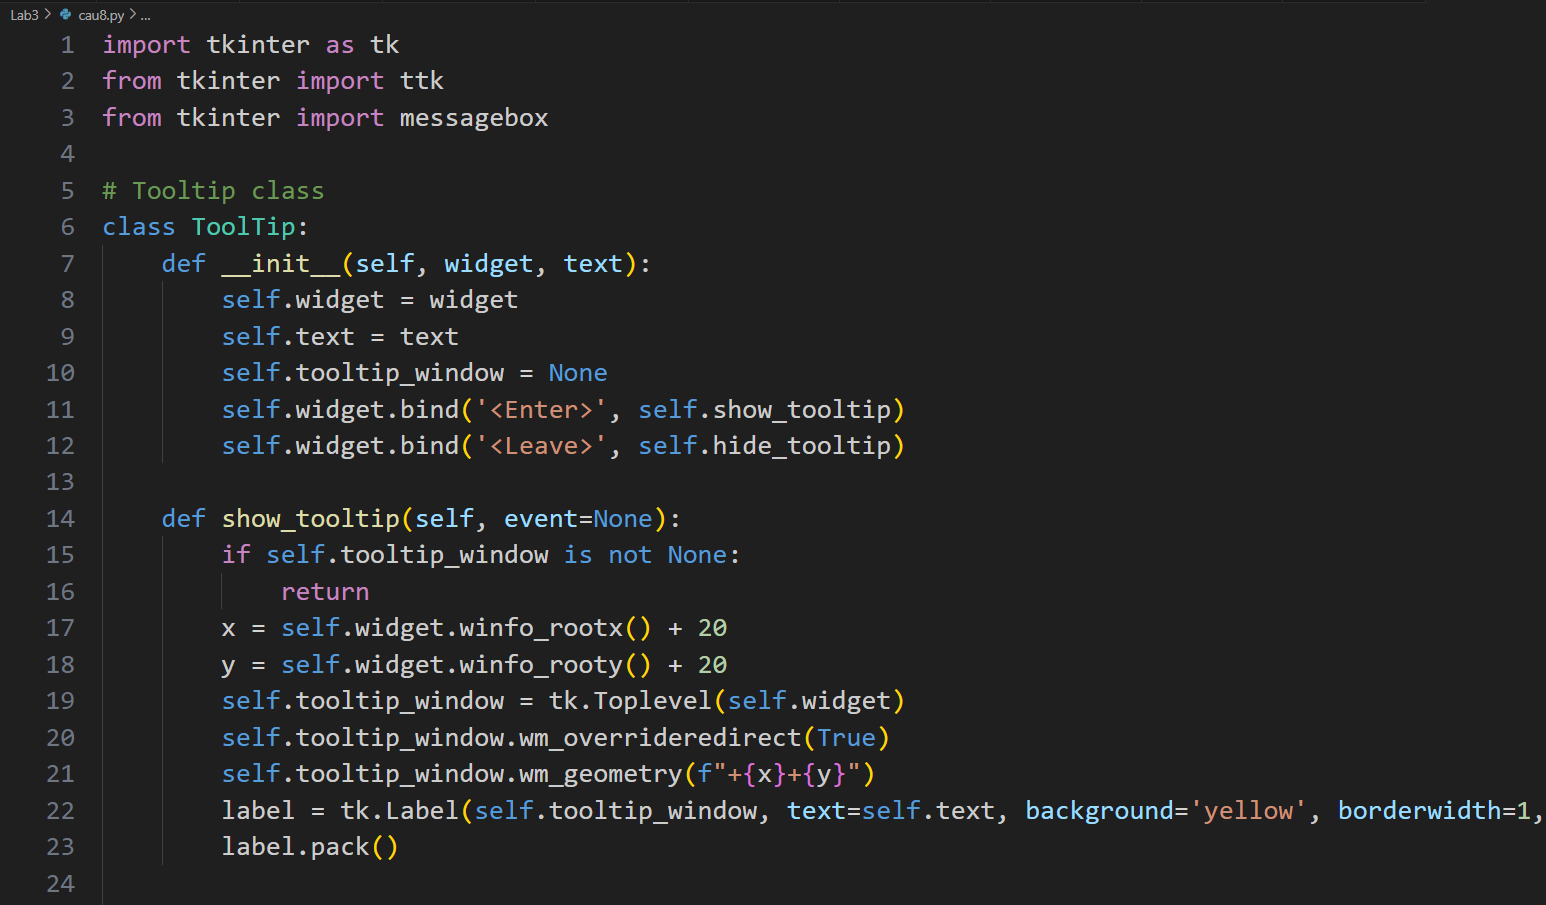 Lab3 > cau8.py > ...
1 import tkinter as tk
2 from tkinter import ttk
3 from tkinter import messagebox
4
5 # Tooltip class
6 class ToolTip:
7     def __init__(self, widget, text):
8         self.widget = widget
9         self.text = text
10         self.tooltip_window = None
11         self.widget.bind('<Enter>', self.show_tooltip)
12         self.widget.bind('<Leave>', self.hide_tooltip)
13
14     def show_tooltip(self, event=None):
15         if self.tooltip_window is not None:
16             return
17         x = self.widget.winfo_rootx() + 20
18         y = self.widget.winfo_rooty() + 20
19         self.tooltip_window = tk.Toplevel(self.widget)
20         self.tooltip_window.wm_overrideredirect(True)
21         self.tooltip_window.wm_geometry(f"+{x}+{y}")
22         label = tk.Label(self.tooltip_window, text=self.text, background='yellow', borderwidth=1,
23         label.pack()
24